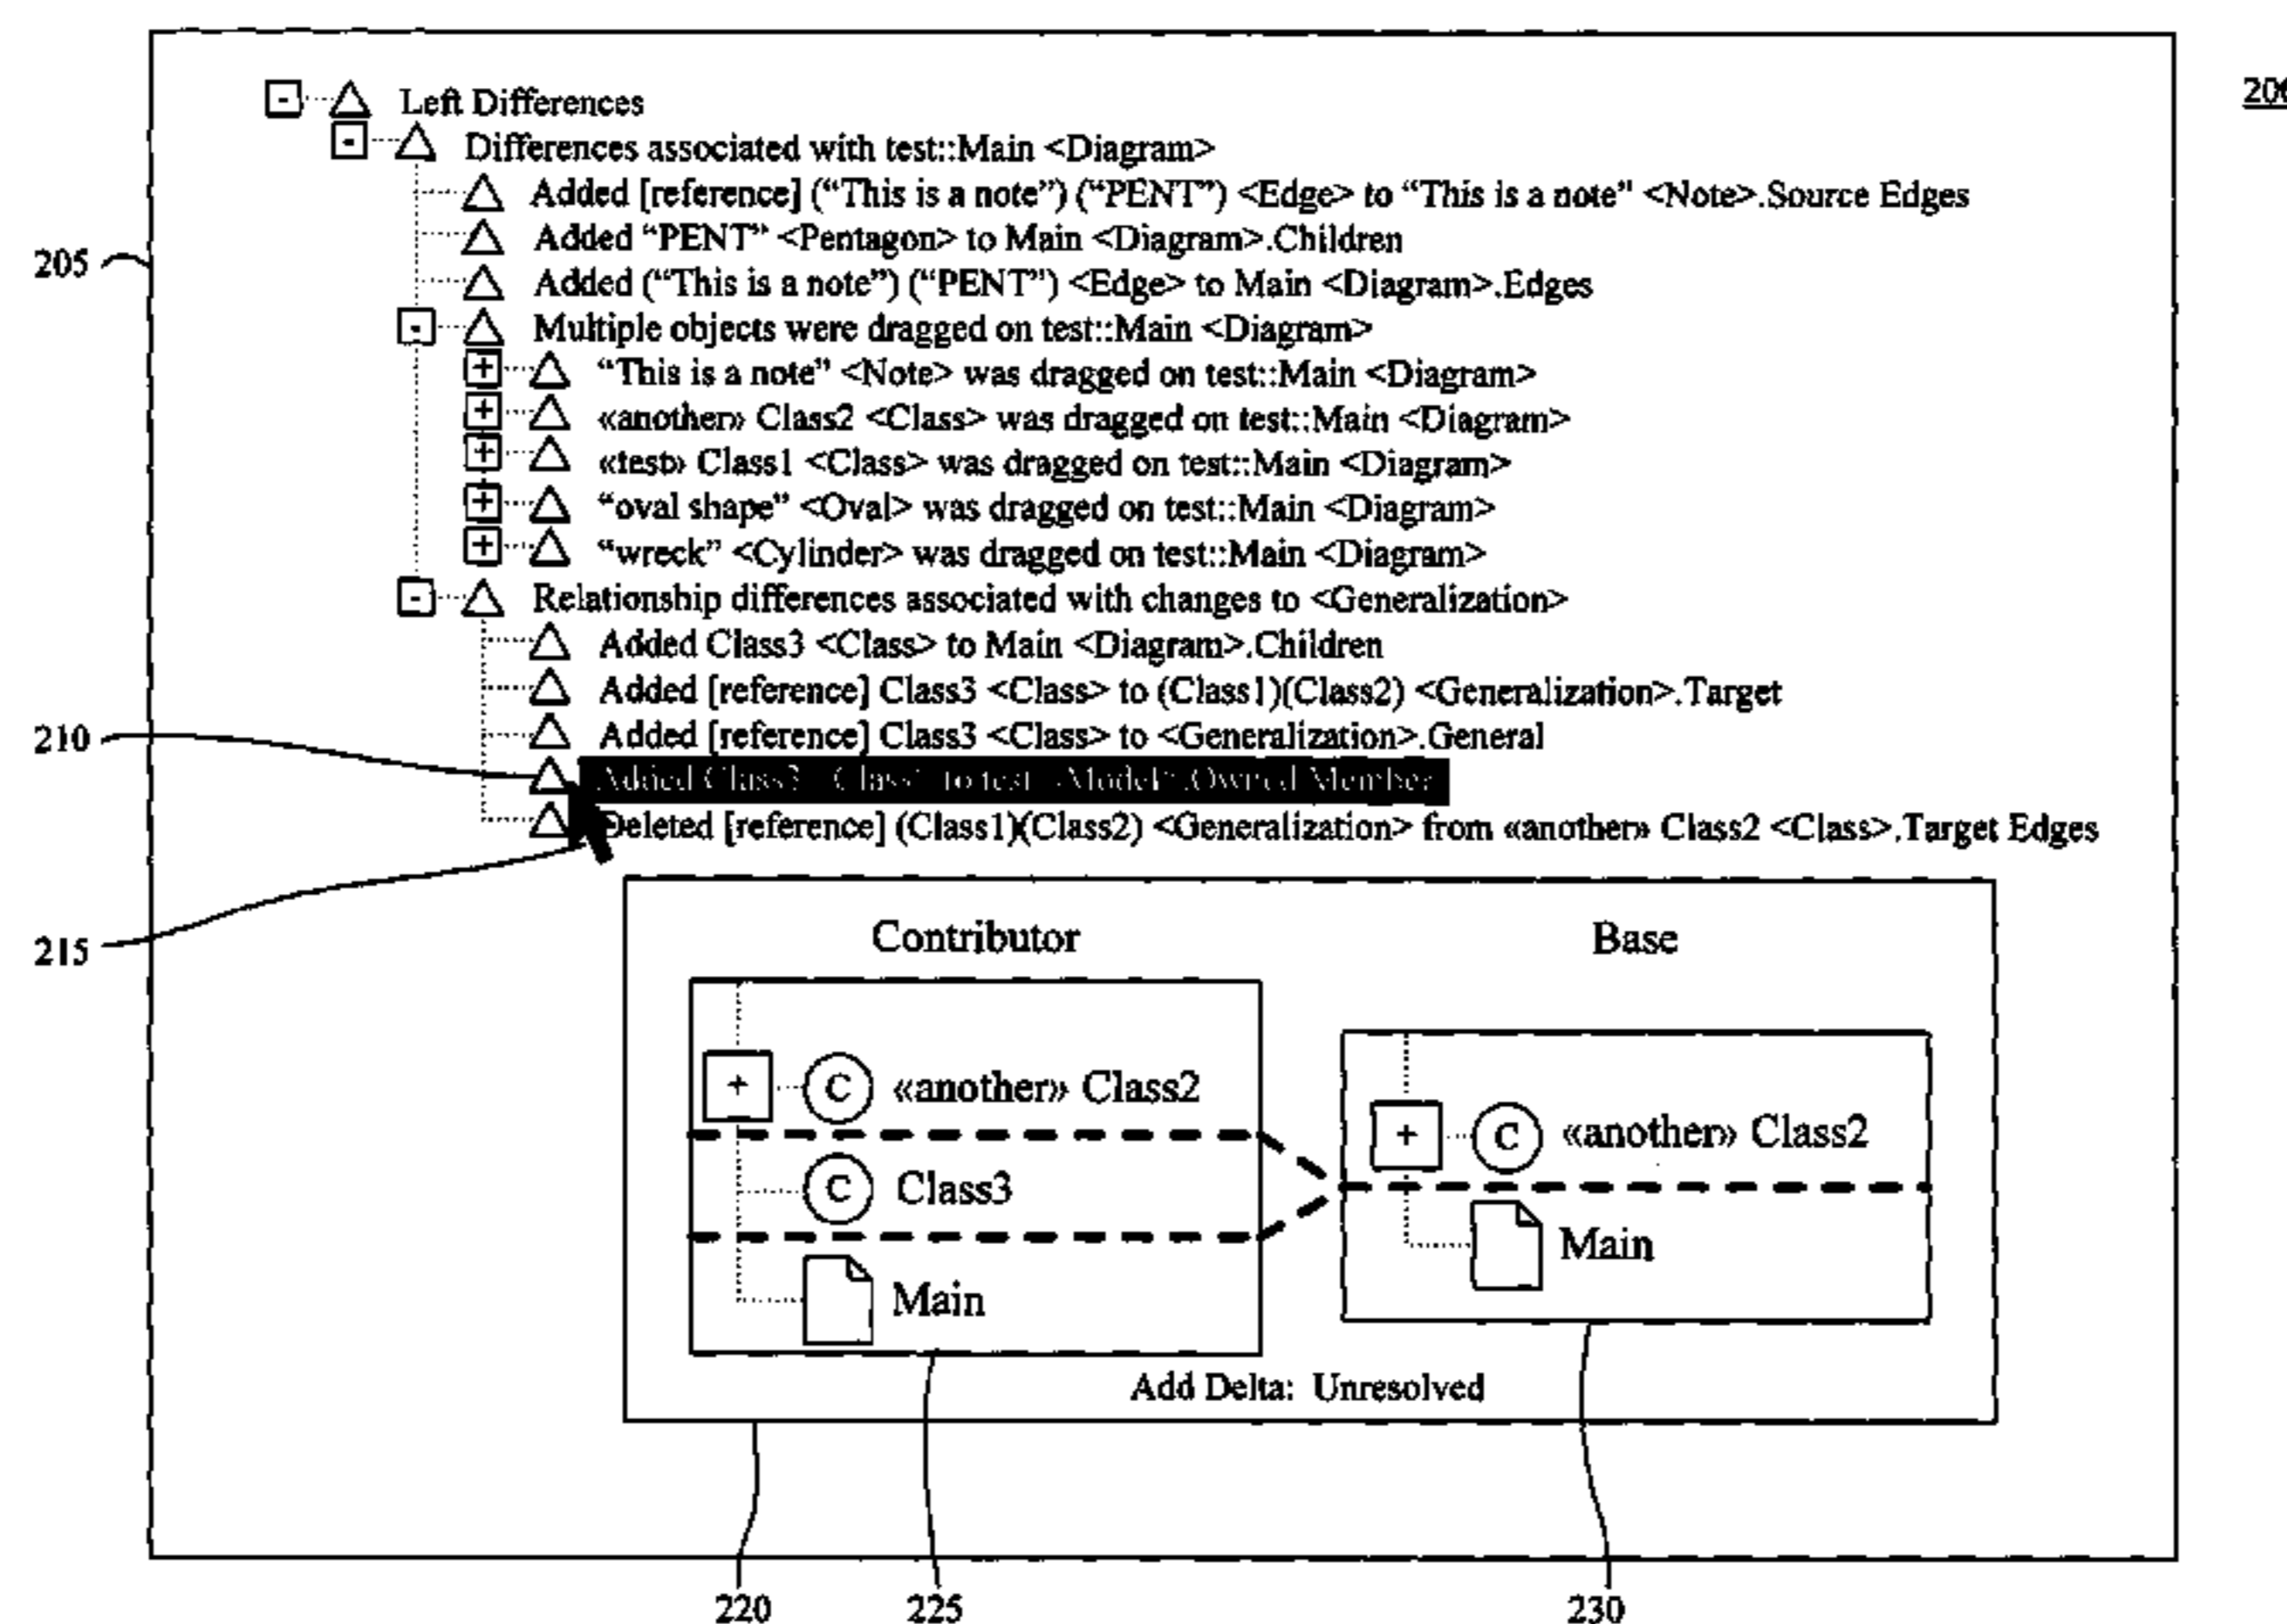 Left Differences
200
Differences associated with test::Main <Diagram>
Added [reference] (“This is a note”) (“PENT”) <Edge> to “This is a note” <Note>.Source Edges
Added “PENT” <Pentagon> to Main <Diagram>.Children
205
Added (“This is a note”) (“PENT”) <Edge> to Main <Diagram>.Edges
Multiple objects were dragged on test::Main <Diagram>
“This is a note” <Note> was dragged on test::Main <Diagram>
«another» Class2 <Class> was dragged on test::Main <Diagram>
«test» Class1 <Class> was dragged on test::Main <Diagram>
“oval shape” <Oval> was dragged on test::Main <Diagram>
“wreck” <Cylinder> was dragged on test::Main <Diagram>
Relationship differences associated with changes to <Generalization>
Added Class3 <Class> to Main <Diagram>.Children
Added [reference] Class3 <Class> to (Class1)(Class2) <Generalization>.Target
Added [reference] Class3 <Class> to <Generalization>.General
210
Added Class3 <Class> to test <Model>.Owned Member
Deleted [reference] (Class1)(Class2) <Generalization> from «another» Class2 <Class>.Target Edges
215
Contributor
Base
«another» Class2
C
Class3
C
Main
«another» Class2
C
Main
Add Delta: Unresolved
220
225
230